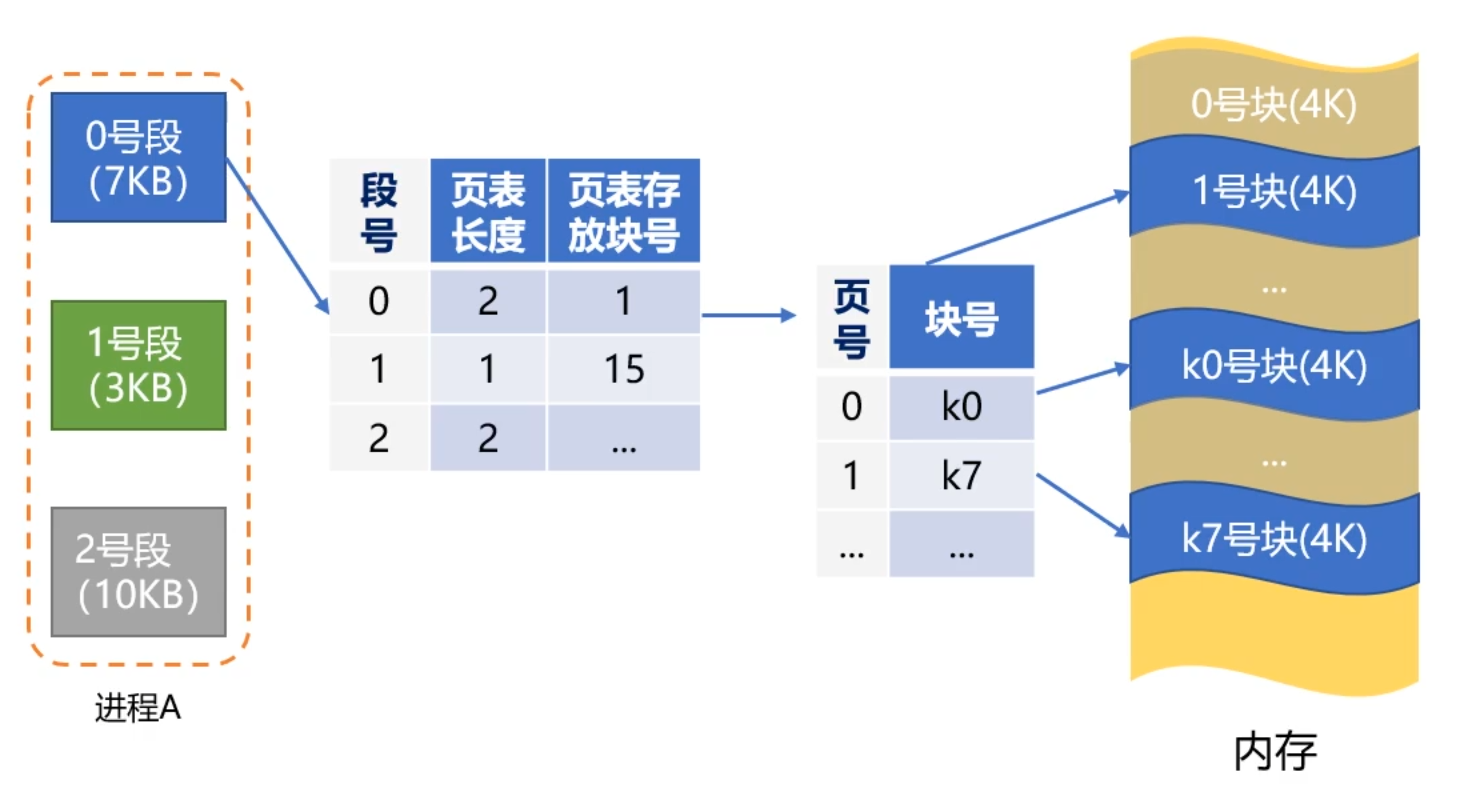 0号段
(7KB)
1号段
(3KB)
2号段
(10KB)
进程A
段号 页表长度 页表存放块号
0 2 1
1 1 15
2 2 ...
页号 块号
0 k0
1 k7
... ...
0号块(4K)
1号块(4K)
...
k0号块(4K)
...
k7号块(4K)
内存